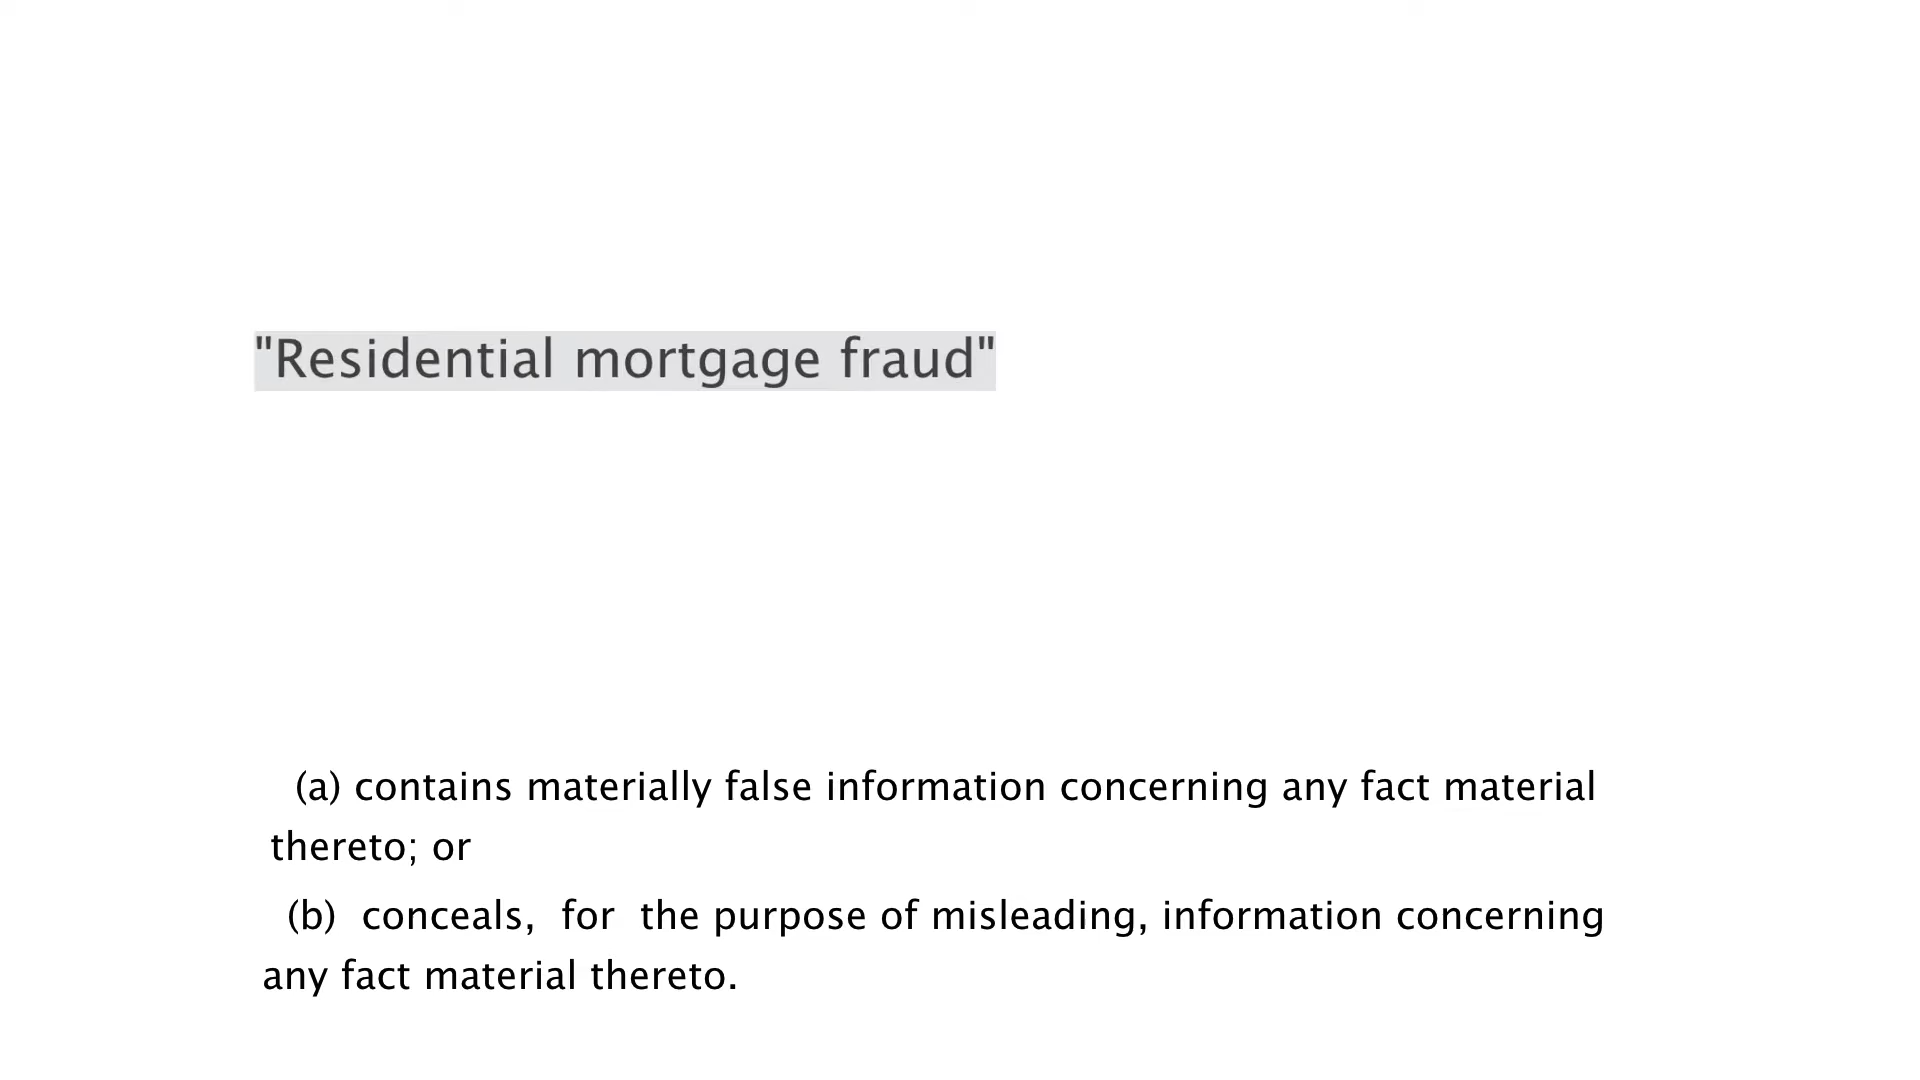 "Residential mortgage fraud"
(a) contains materially false information concerning any fact material
thereto; or
(b) conceals, for the purpose of misleading, information concerning
any fact material thereto.